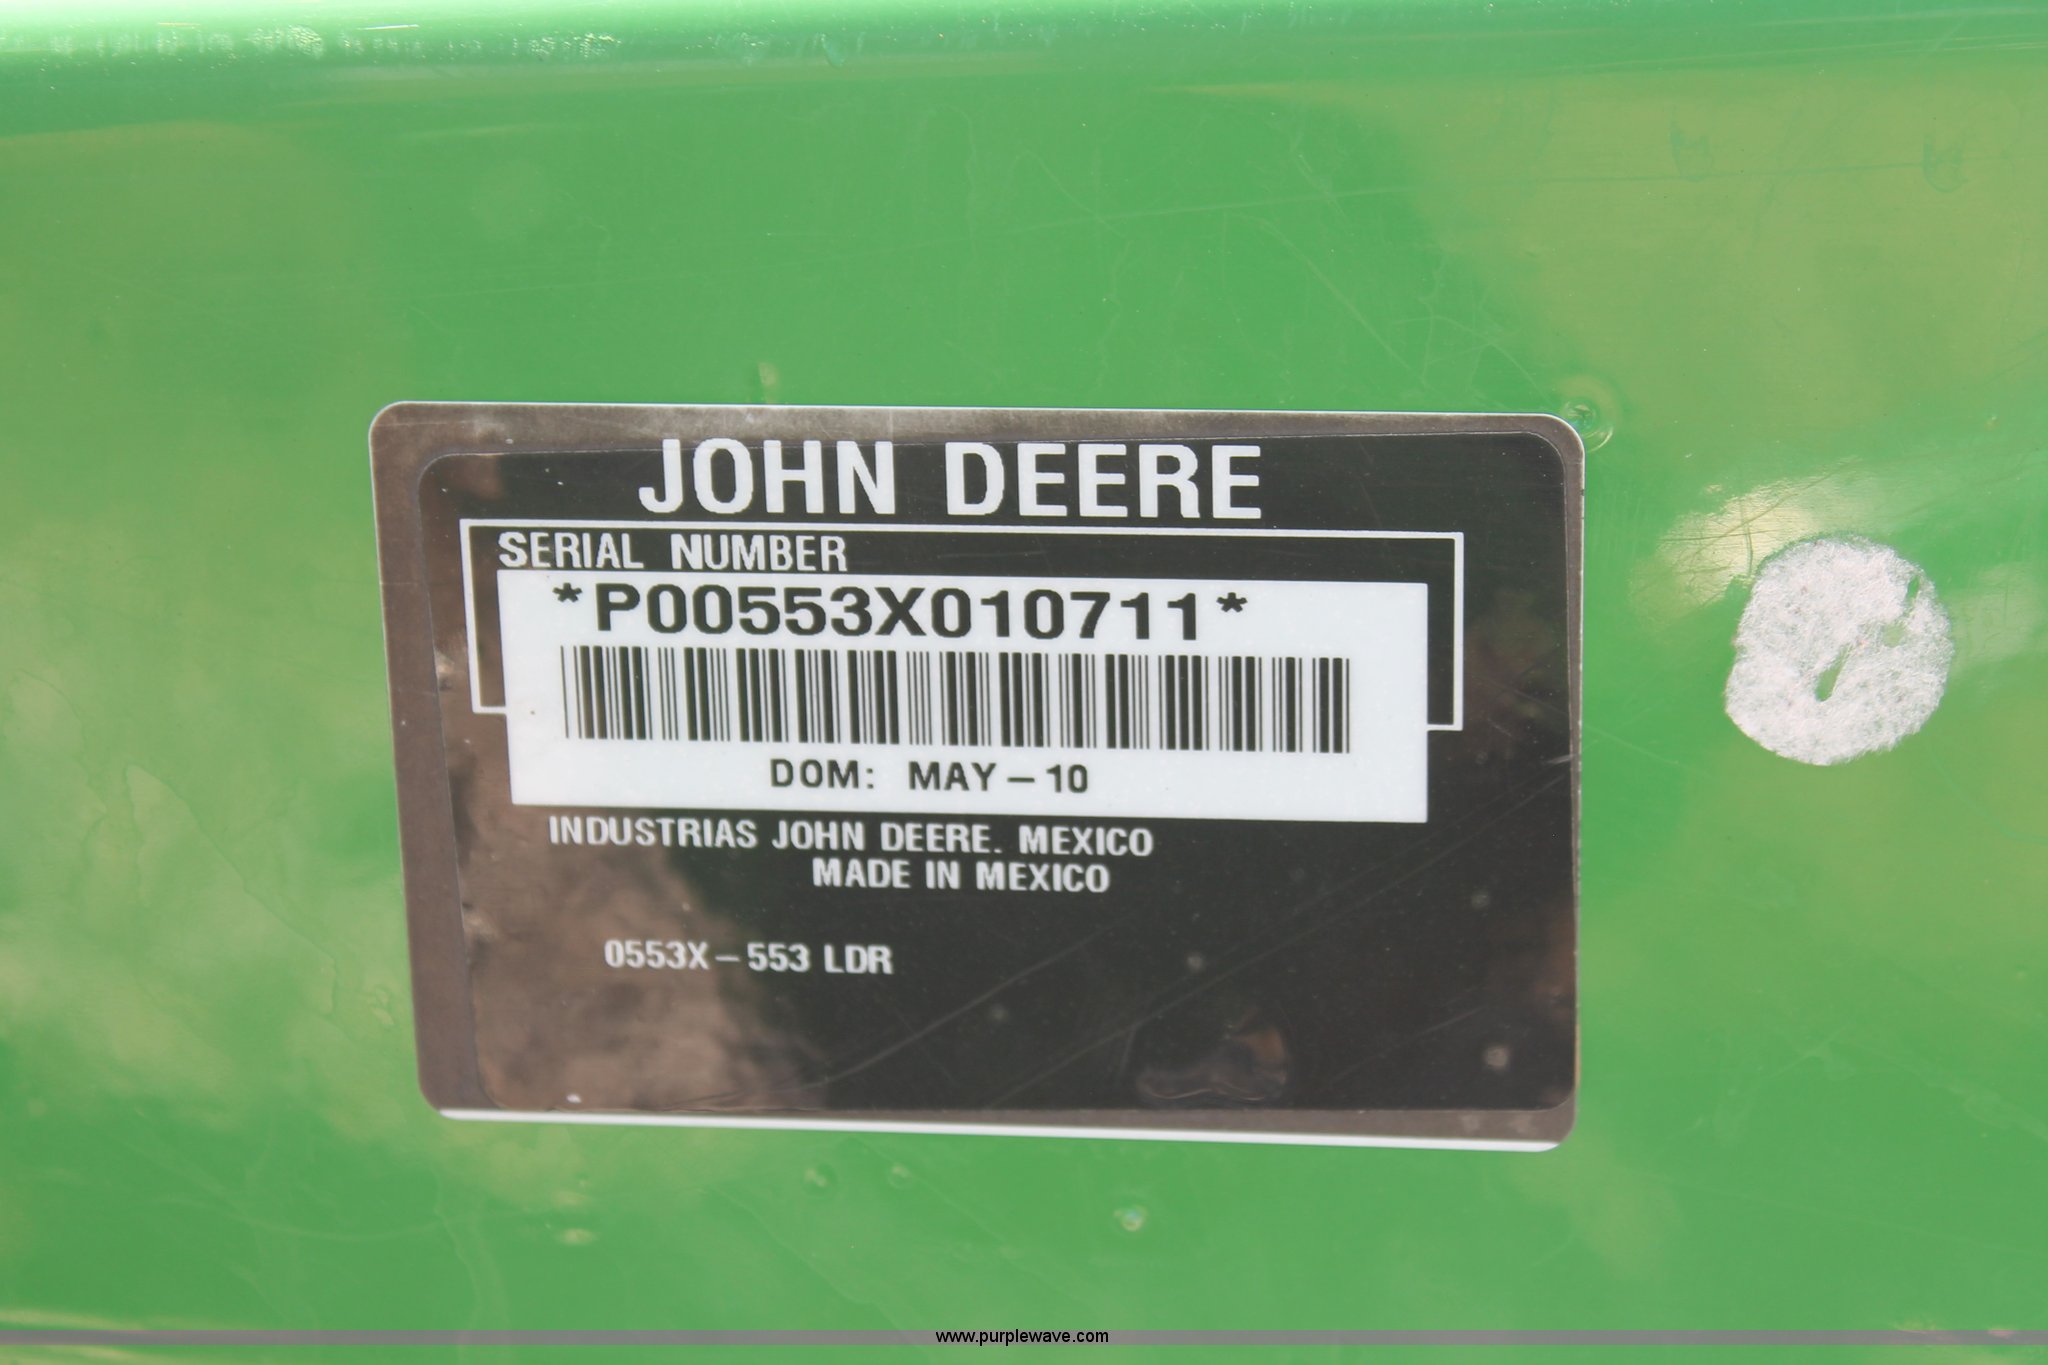 JOHN DEERE
SERIAL NUMBER
*P00553X010711*
DOM: MAY-10
INDUSTRIAS JOHN DEERE. MEXICO
MADE IN MEXICO
0553X-553 LDR
www.purplewave.com